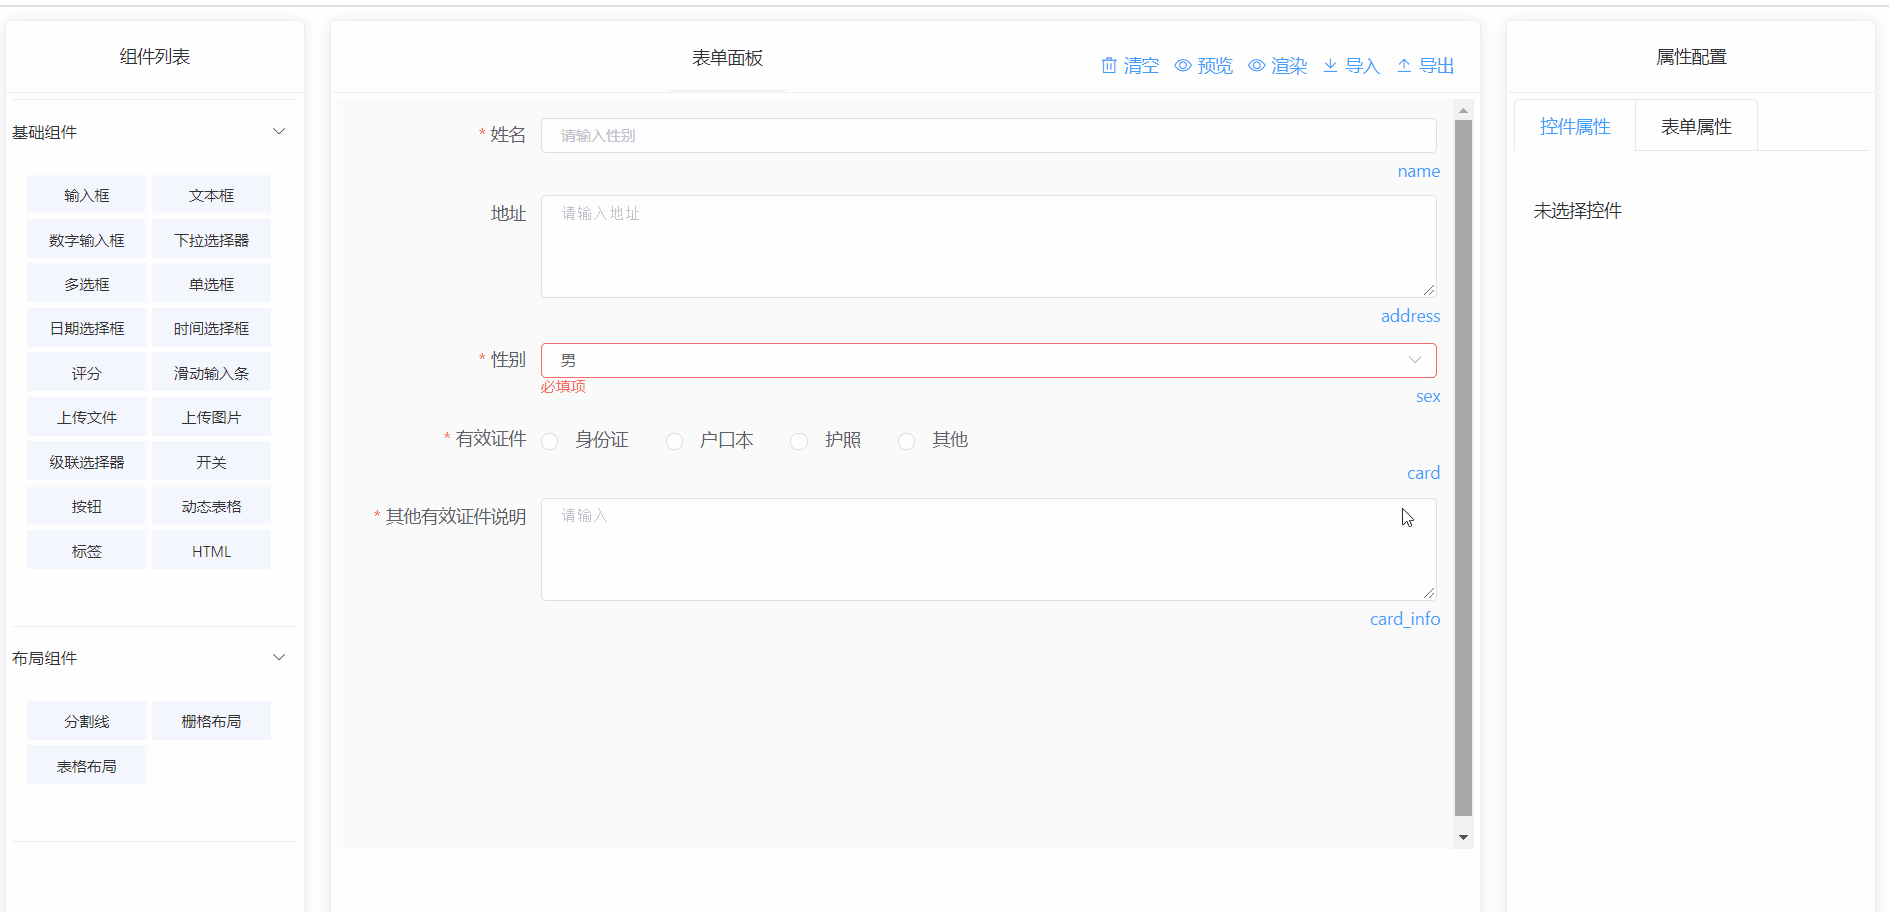 组件列表
基础组件
输入框 文本框
数字输入框 下拉选择器
多选框 单选框
日期选择框 时间选择框
评分 滑动输入条
上传文件 上传图片
级联选择器 开关
按钮 动态表格
标签 HTML
布局组件
分割线 栅格布局
表格布局
表单面板
清空 预览 渲染 导入 导出
* 姓名 请输入性别
name
地址 请输入地址
address
* 性别 男
必填项
sex
* 有效证件 身份证 户口本 护照 其他
card
* 其他有效证件说明 请输入
card_info
属性配置
控件属性 表单属性
未选择控件